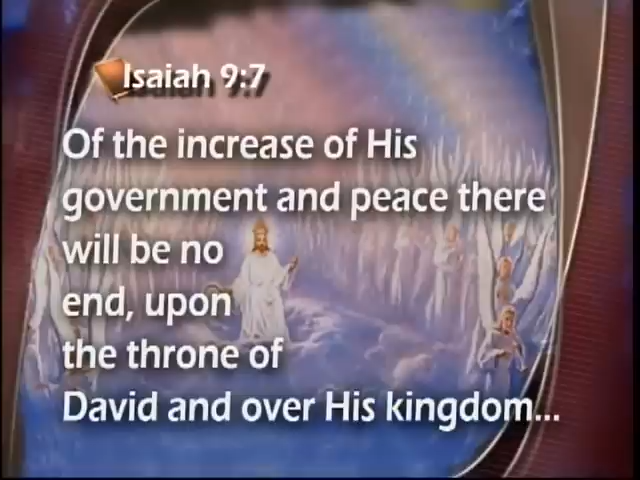 Isaiah 9:7
Of the increase of His
government and peace there
will be no
end, upon
the throne of
David and over His kingdom...